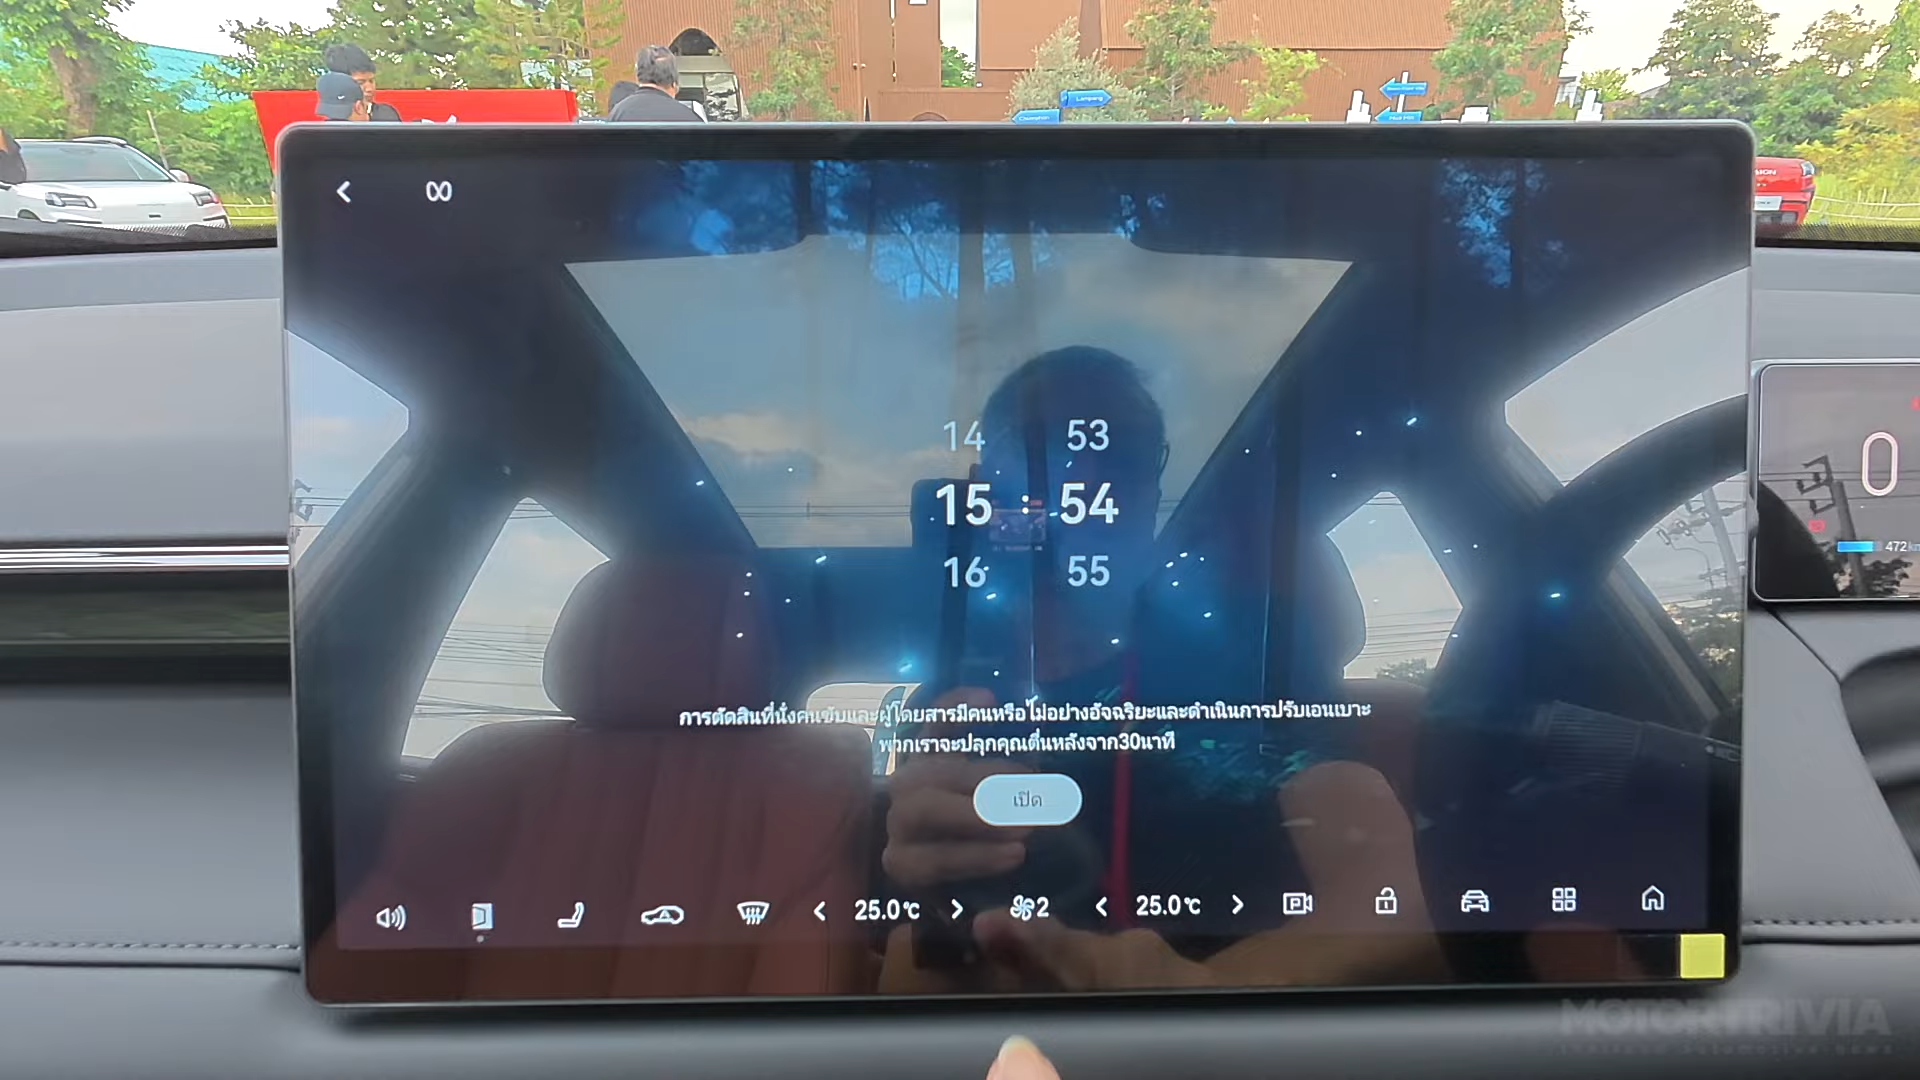 Lampang
14 53
15 : 54
16 55
การตัดสินที่นั่งคนขับและผู้โดยสารมีคนหรือไม่อย่างอัจฉริยะและดำเนินการปรับเอนเบาะ
พวกเราจะปลุกคุณตื่นหลังจาก30นาที
เปิด
25.0℃
2
25.0℃
0
472km
MOTORTRIVIA